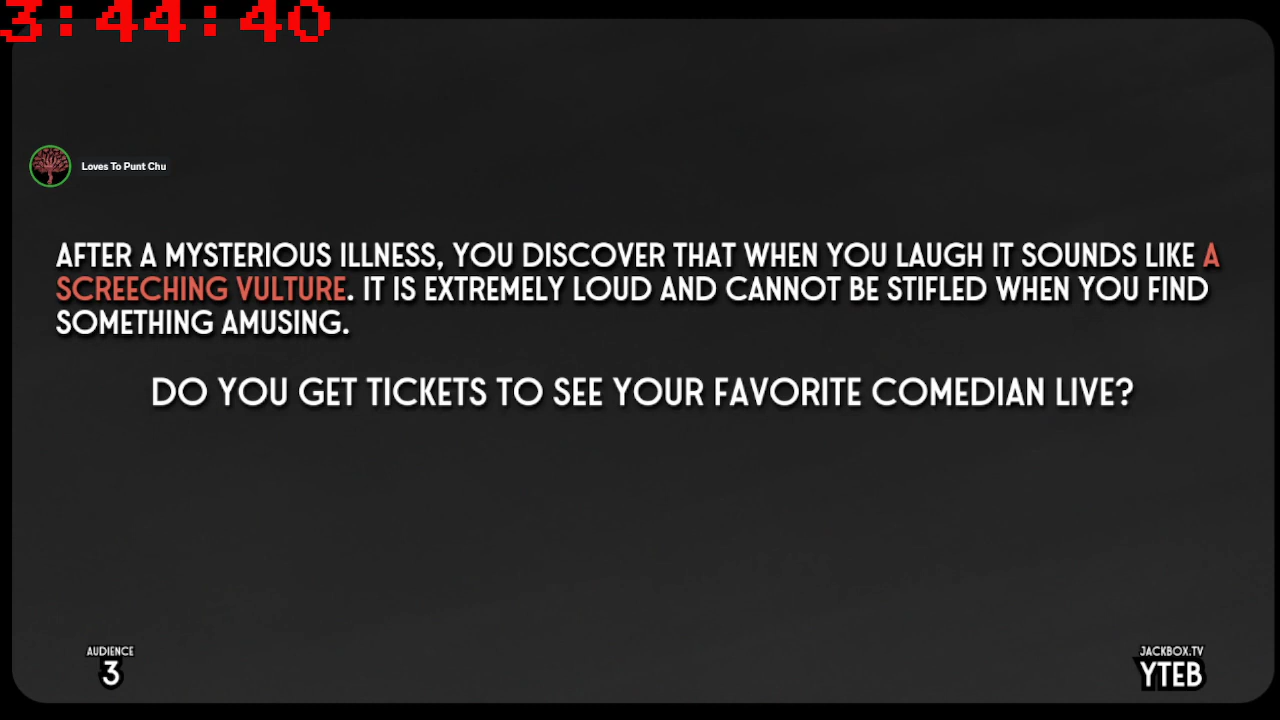 3:44:40
Loves To Punt Chu
AFTER A MYSTERIOUS ILLNESS, YOU DISCOVER THAT WHEN YOU LAUGH IT SOUNDS LIKE A
SCREECHING VULTURE. IT IS EXTREMELY LOUD AND CANNOT BE STIFLED WHEN YOU FIND
SOMETHING AMUSING.
DO YOU GET TICKETS TO SEE YOUR FAVORITE COMEDIAN LIVE?
AUDIENCE
3
JACKBOX.TV
YTEB